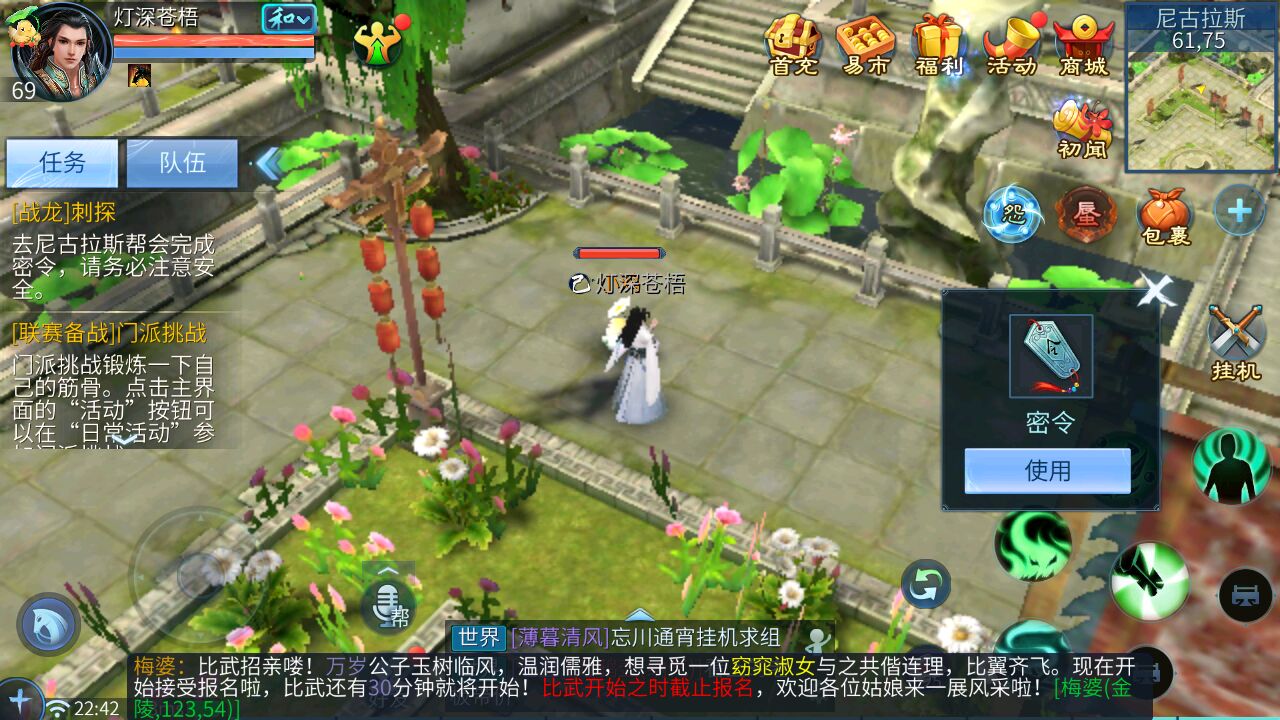 灯深苍梧
和
69
首充
易市
福利
活动
商城
尼古拉斯
61,75
初闻
任务
队伍
怨
蜃
包裹
[战龙]刺探
去尼古拉斯帮会完成
密令，请务必注意安
全。
[联赛备战]门派挑战
门派挑战锻炼一下自
己的筋骨。点击主界
面的“活动”按钮可
以在“日常活动”参
灯深苍梧
密令
使用
挂机
帮
世界 [薄暮清风]忘川通宵挂机求组
梅婆：比武招亲喽！万岁公子玉树临风，温润儒雅，想寻觅一位窈窕淑女与之共偕连理，比翼齐飞。现在开
始接受报名啦，比武还有30分钟就将开始！比武开始之时截止报名，欢迎各位姑娘来一展风采啦！[梅婆(金
陵,123,54)]
22:42